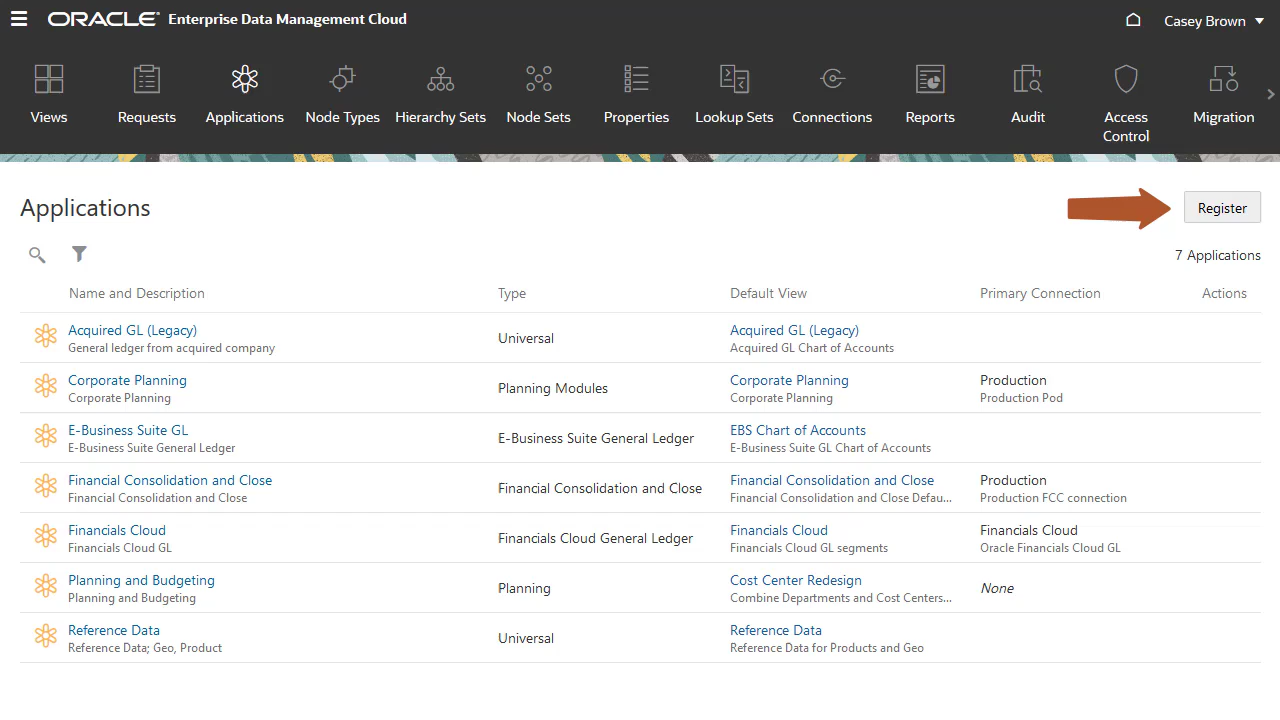 ORACLE® Enterprise Data Management Cloud
Casey Brown
Views
Requests
Applications
Node Types
Hierarchy Sets
Node Sets
Properties
Lookup Sets
Connections
Reports
Audit
Access
Control
Migration
Applications
Register
7 Applications
Name and Description Type Default View Primary Connection Actions
Acquired GL (Legacy) Universal Acquired GL (Legacy)
General ledger from acquired company Acquired GL Chart of Accounts
Corporate Planning Planning Modules Corporate Planning Production
Corporate Planning Corporate Planning Production Pod
E-Business Suite GL E-Business Suite General Ledger EBS Chart of Accounts
E-Business Suite General Ledger E-Business Suite GL Chart of Accounts
Financial Consolidation and Close Financial Consolidation and Close Financial Consolidation and Close Production
Financial Consolidation and Close Financial Consolidation and Close Defau... Production FCC connection
Financials Cloud Financials Cloud General Ledger Financials Cloud Financials Cloud
Financials Cloud GL Financials Cloud GL segments Oracle Financials Cloud GL
Planning and Budgeting Planning Cost Center Redesign None
Planning and Budgeting Combine Departments and Cost Centers...
Reference Data Universal Reference Data
Reference Data; Geo, Product Reference Data for Products and Geo